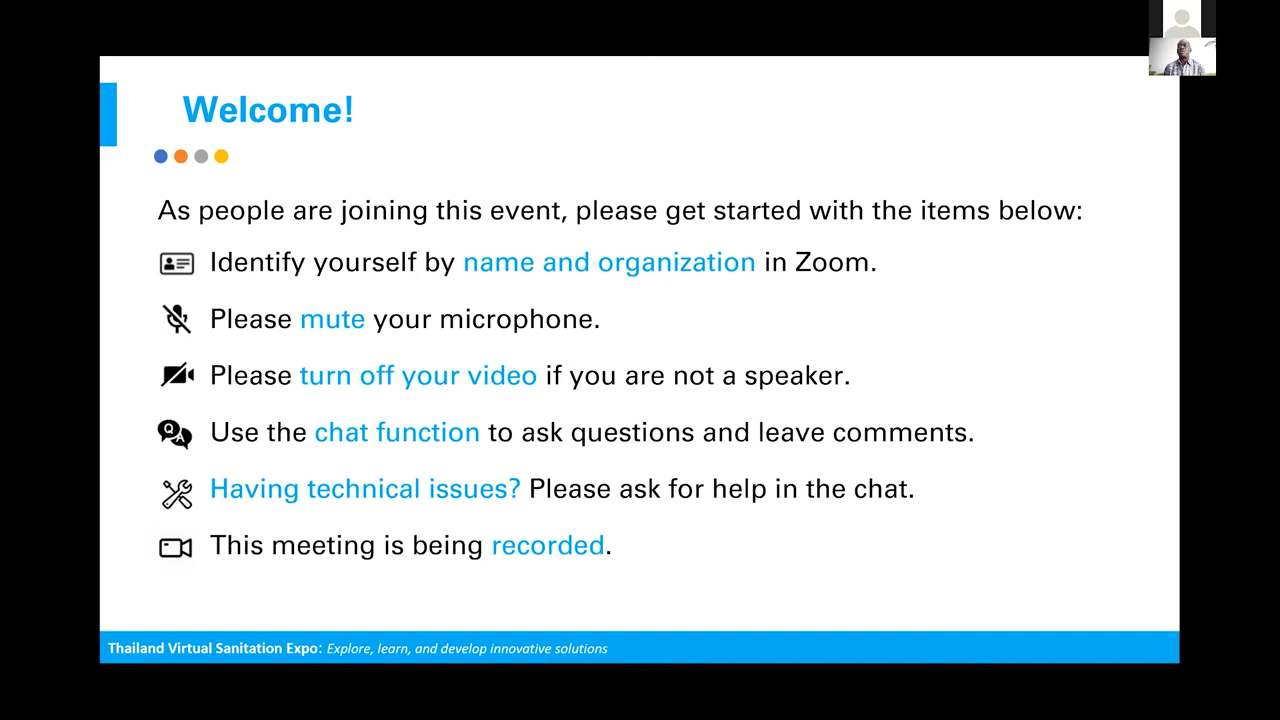 Welcome!
As people are joining this event, please get started with the items below:
Identify yourself by name and organization in Zoom.
Please mute your microphone.
Please turn off your video if you are not a speaker.
Q A
Use the chat function to ask questions and leave comments.
Having technical issues? Please ask for help in the chat.
This meeting is being recorded.
Thailand Virtual Sanitation Expo: Explore, learn, and develop innovative solutions